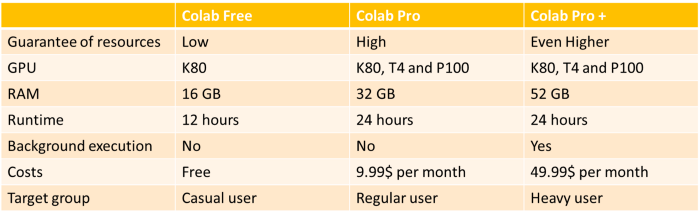 Colab Free Colab Pro Colab Pro +
Guarantee of resources Low High Even Higher
GPU K80 K80, T4 and P100 K80, T4 and P100
RAM 16 GB 32 GB 52 GB
Runtime 12 hours 24 hours 24 hours
Background execution No No Yes
Costs Free 9.99$ per month 49.99$ per month
Target group Casual user Regular user Heavy user